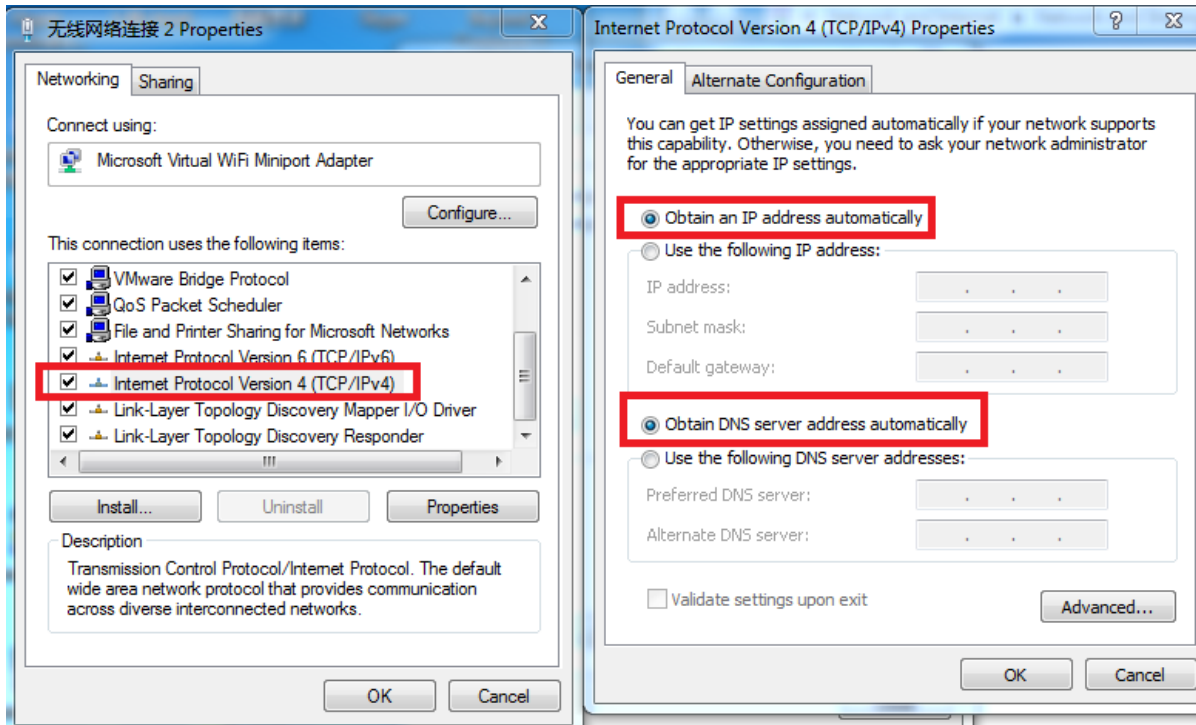 无线网络连接 2 Properties
Networking
Sharing
Connect using:
Microsoft Virtual WiFi Miniport Adapter
Configure...
This connection uses the following items:
VMware Bridge Protocol
QoS Packet Scheduler
File and Printer Sharing for Microsoft Networks
Internet Protocol Version 6 (TCP/IPv6)
Internet Protocol Version 4 (TCP/IPv4)
Link-Layer Topology Discovery Mapper I/O Driver
Link-Layer Topology Discovery Responder
Install...
Uninstall
Properties
Description
Transmission Control Protocol/Internet Protocol. The default
wide area network protocol that provides communication
across diverse interconnected networks.
OK
Cancel
Internet Protocol Version 4 (TCP/IPv4) Properties
General
Alternate Configuration
You can get IP settings assigned automatically if your network supports
this capability. Otherwise, you need to ask your network administrator
for the appropriate IP settings.
Obtain an IP address automatically
Use the following IP address:
IP address:
Subnet mask:
Default gateway:
Obtain DNS server address automatically
Use the following DNS server addresses:
Preferred DNS server:
Alternate DNS server:
Validate settings upon exit
Advanced...
OK
Cancel